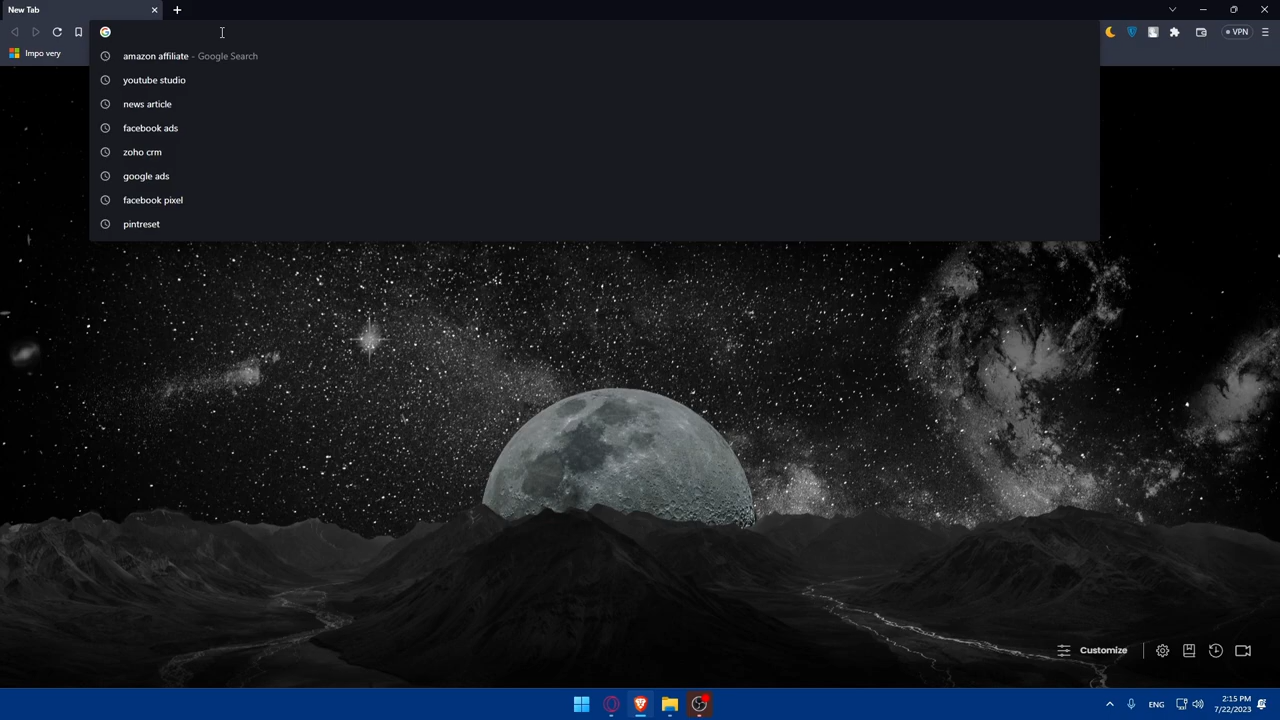 New Tab
VPN
Impo very
amazon affiliate - Google Search
youtube studio
news article
facebook ads
zoho crm
google ads
facebook pixel
pintreset
Customize
ENG
2:15 PM
7/22/2023